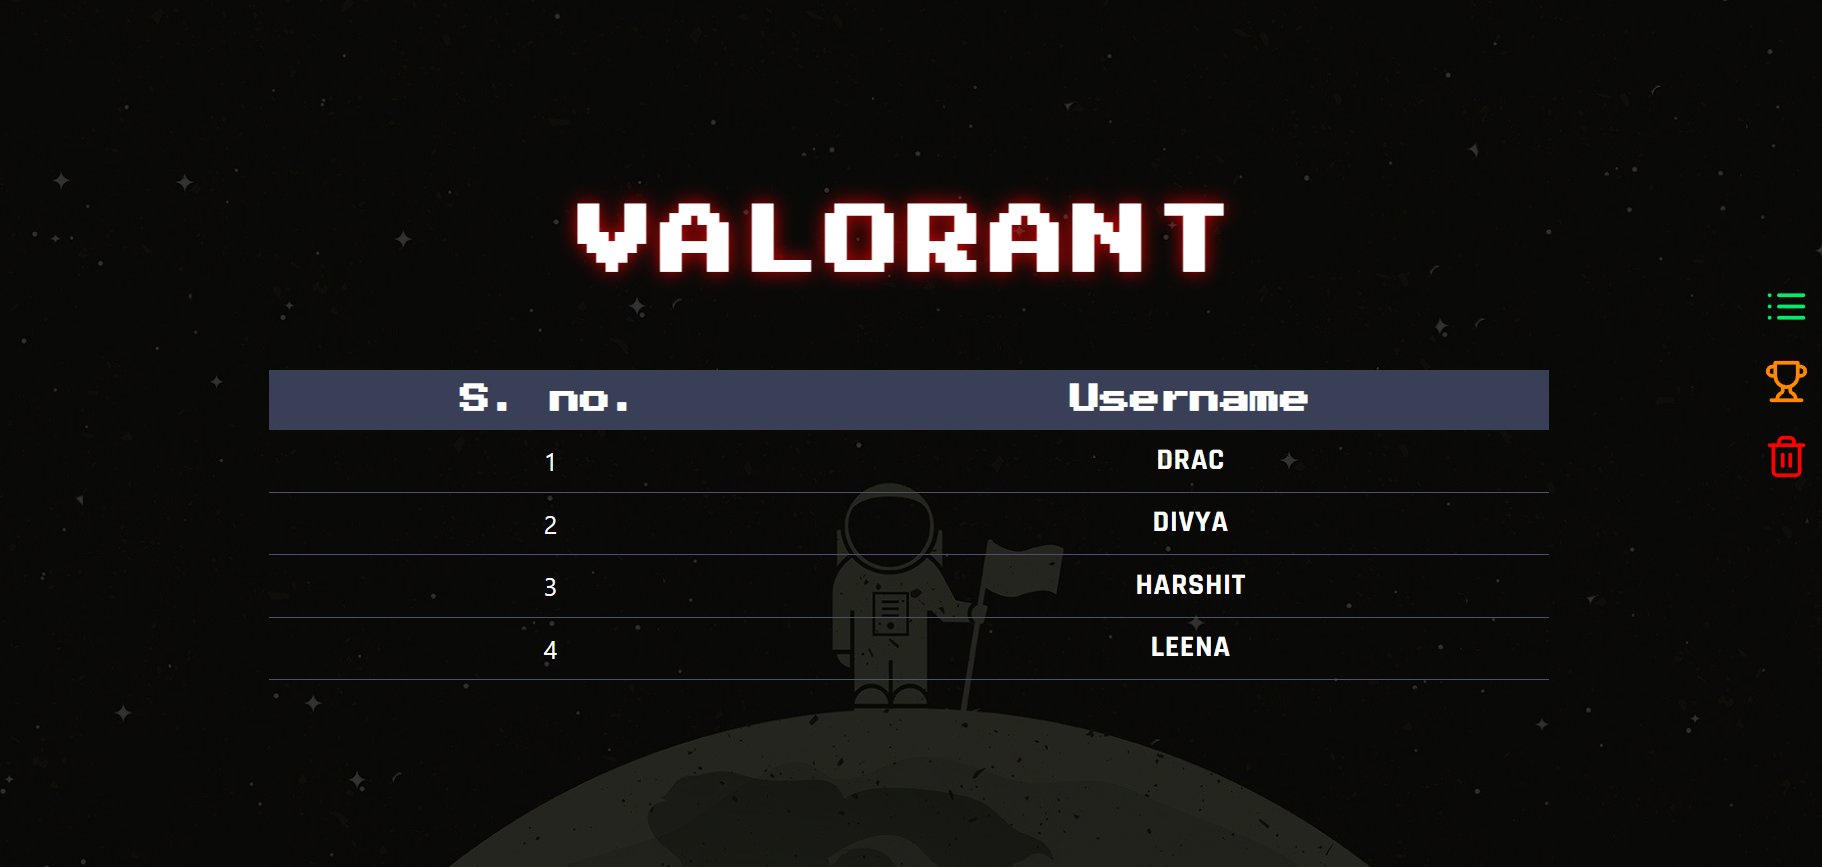 VALORANT
S. no. Username
1 DRAC
2 DIVYA
3 HARSHIT
4 LEENA